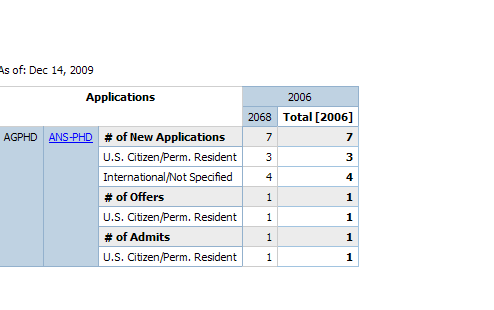 As of: Dec 14, 2009
Applications 2006
2068 Total [2006]
AGPHD ANS-PHD # of New Applications 7 7
U.S. Citizen/Perm. Resident 3 3
International/Not Specified 4 4
# of Offers 1 1
U.S. Citizen/Perm. Resident 1 1
# of Admits 1 1
U.S. Citizen/Perm. Resident 1 1